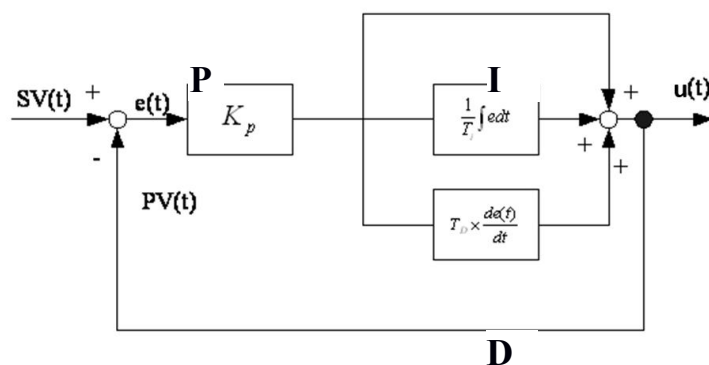 P
I
SV(t)
+
e(t)
K_p
1/T_i ∫ edt
+
u(t)
+
-
+
PV(t)
T_D × de(t)/dt
D